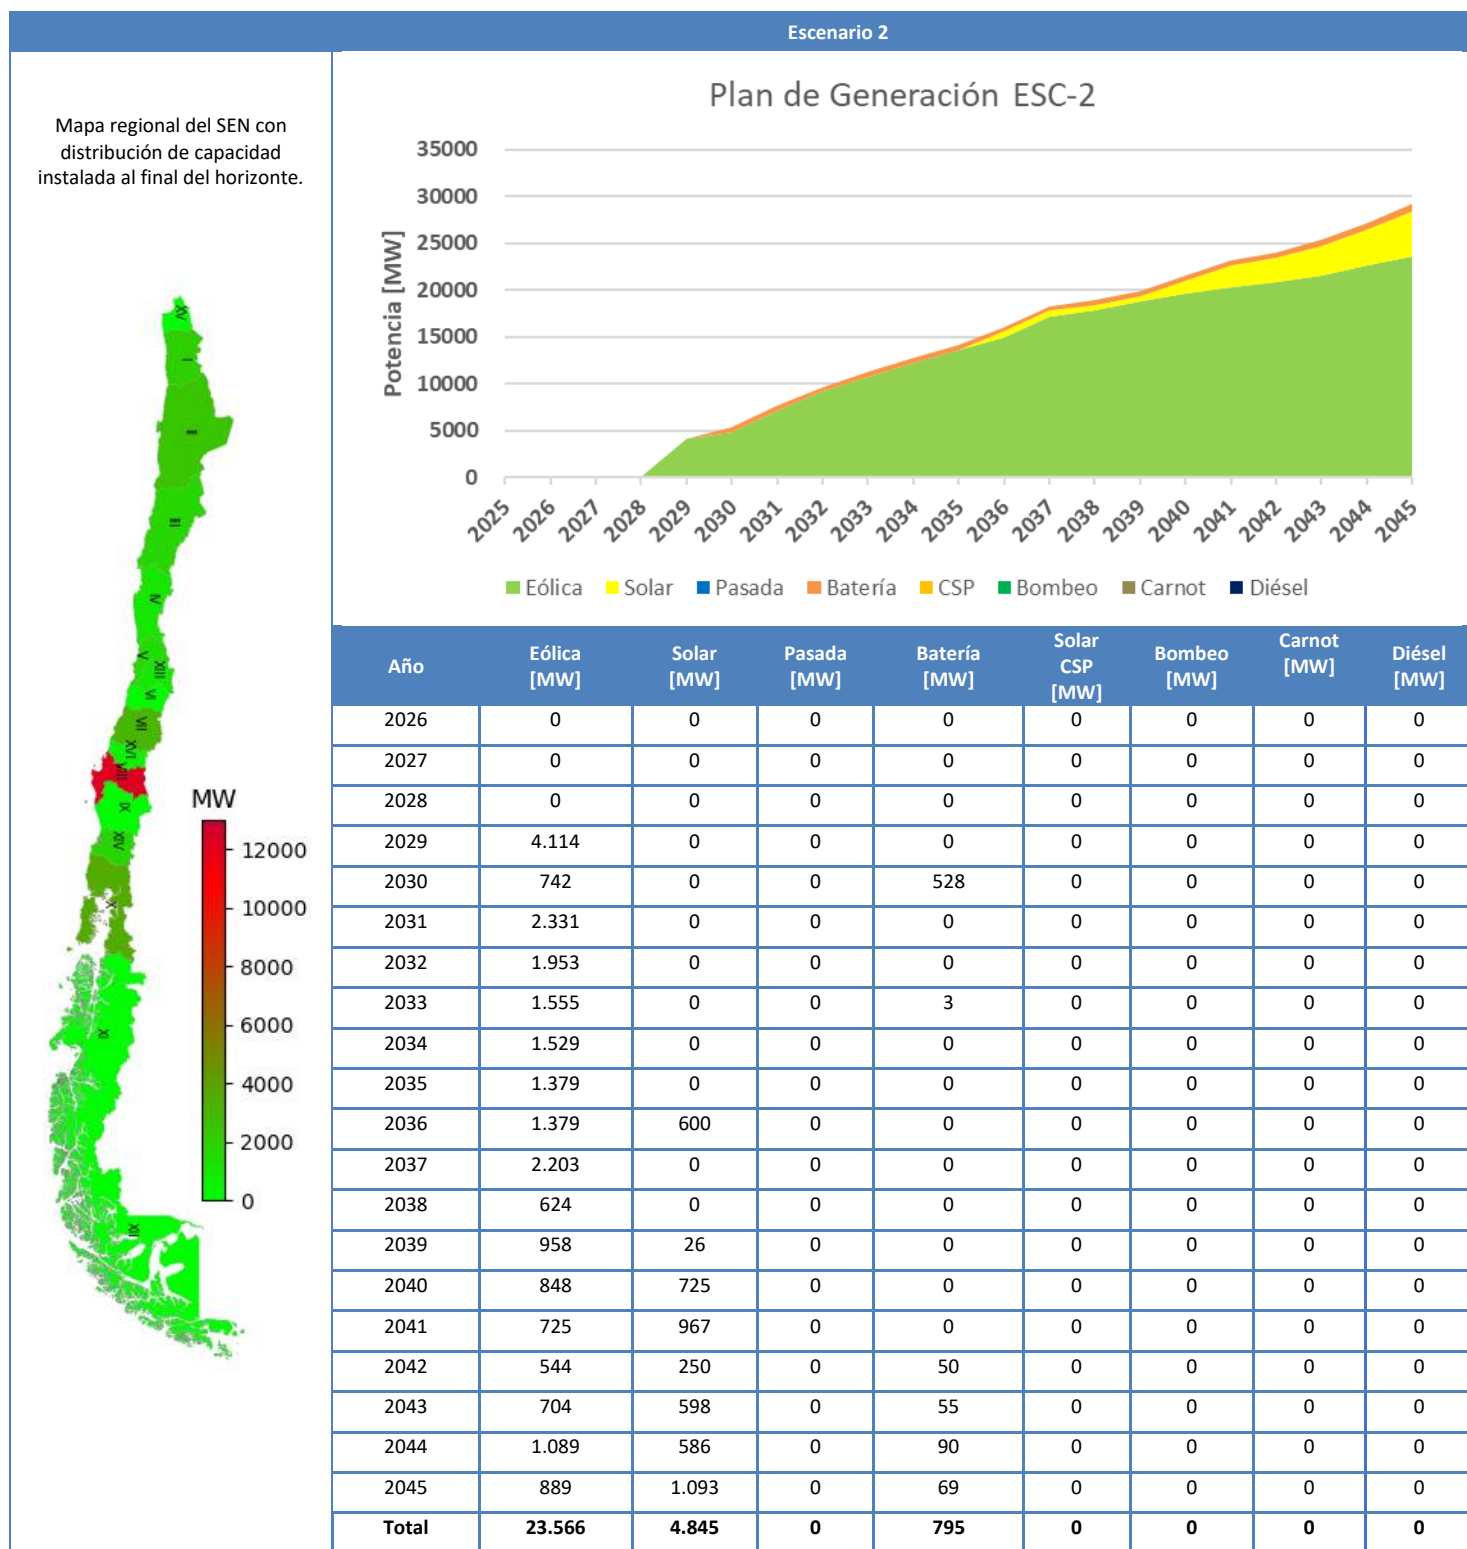 Escenario 2
Mapa regional del SEN con
distribución de capacidad
instalada al final del horizonte.
XV
I
II
III
IV
V
XIII
VI
VII
XVI
VIII
IX
XIV
X
XI
XII
MW
12000
10000
8000
6000
4000
2000
0
Plan de Generación ESC-2
Potencia [MW]
35000
30000
25000
20000
15000
10000
5000
0
2025 2026 2027 2028 2029 2030 2031 2032 2033 2034 2035 2036 2037 2038 2039 2040 2041 2042 2043 2044 2045
Eólica Solar Pasada Batería CSP Bombeo Carnot Diésel
Año Eólica [MW] Solar [MW] Pasada [MW] Batería [MW] Solar CSP [MW] Bombeo [MW] Carnot [MW] Diésel [MW]
2026 0 0 0 0 0 0 0 0
2027 0 0 0 0 0 0 0 0
2028 0 0 0 0 0 0 0 0
2029 4.114 0 0 0 0 0 0 0
2030 742 0 0 528 0 0 0 0
2031 2.331 0 0 0 0 0 0 0
2032 1.953 0 0 0 0 0 0 0
2033 1.555 0 0 3 0 0 0 0
2034 1.529 0 0 0 0 0 0 0
2035 1.379 0 0 0 0 0 0 0
2036 1.379 600 0 0 0 0 0 0
2037 2.203 0 0 0 0 0 0 0
2038 624 0 0 0 0 0 0 0
2039 958 26 0 0 0 0 0 0
2040 848 725 0 0 0 0 0 0
2041 725 967 0 0 0 0 0 0
2042 544 250 0 50 0 0 0 0
2043 704 598 0 55 0 0 0 0
2044 1.089 586 0 90 0 0 0 0
2045 889 1.093 0 69 0 0 0 0
Total 23.566 4.845 0 795 0 0 0 0